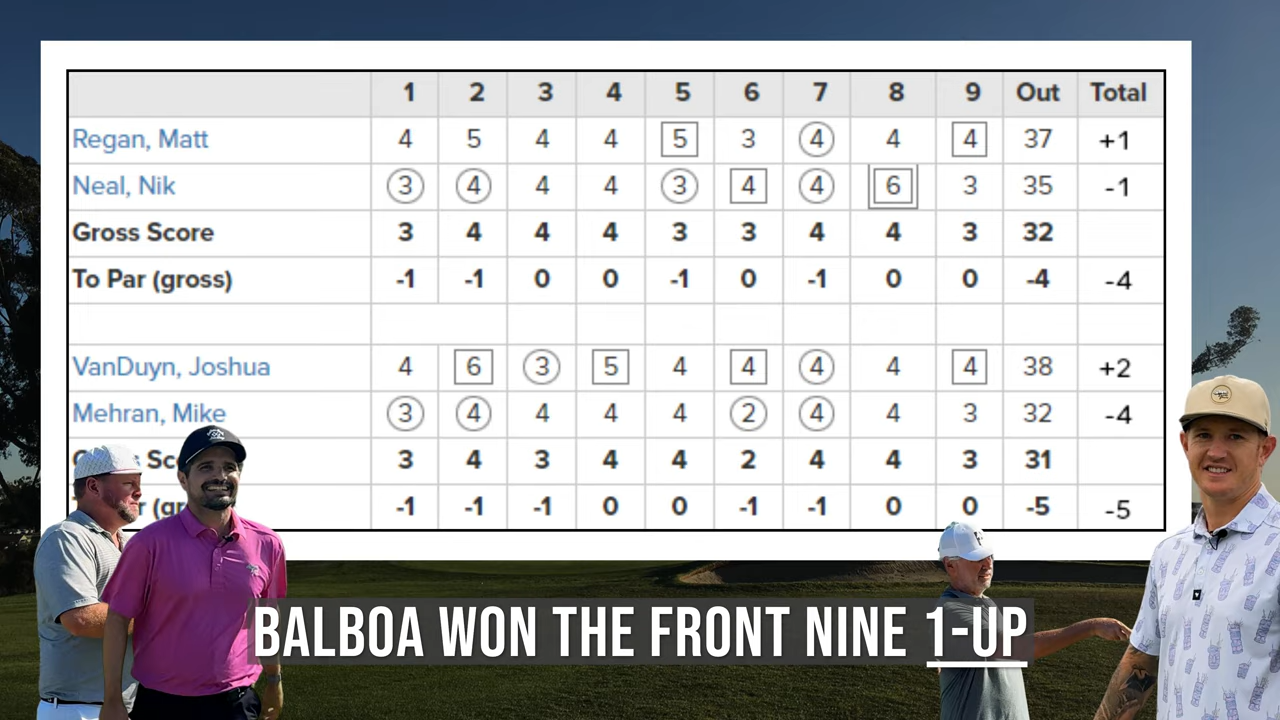 1 2 3 4 5 6 7 8 9 Out Total
Regan, Matt 4 5 4 4 5 3 4 4 4 37 +1
Neal, Nik 3 4 4 4 3 4 4 6 3 35 -1
Gross Score 3 4 4 4 3 3 4 4 3 32
To Par (gross) -1 -1 0 0 -1 0 -1 0 0 -4 -4
VanDuyn, Joshua 4 6 3 5 4 4 4 4 4 38 +2
Mehran, Mike 3 4 4 4 4 2 4 4 3 32 -4
3 4 3 4 4 2 4 4 3 31
-1 -1 -1 0 0 -1 -1 0 0 -5 -5
BALBOA WON THE FRONT NINE 1-UP